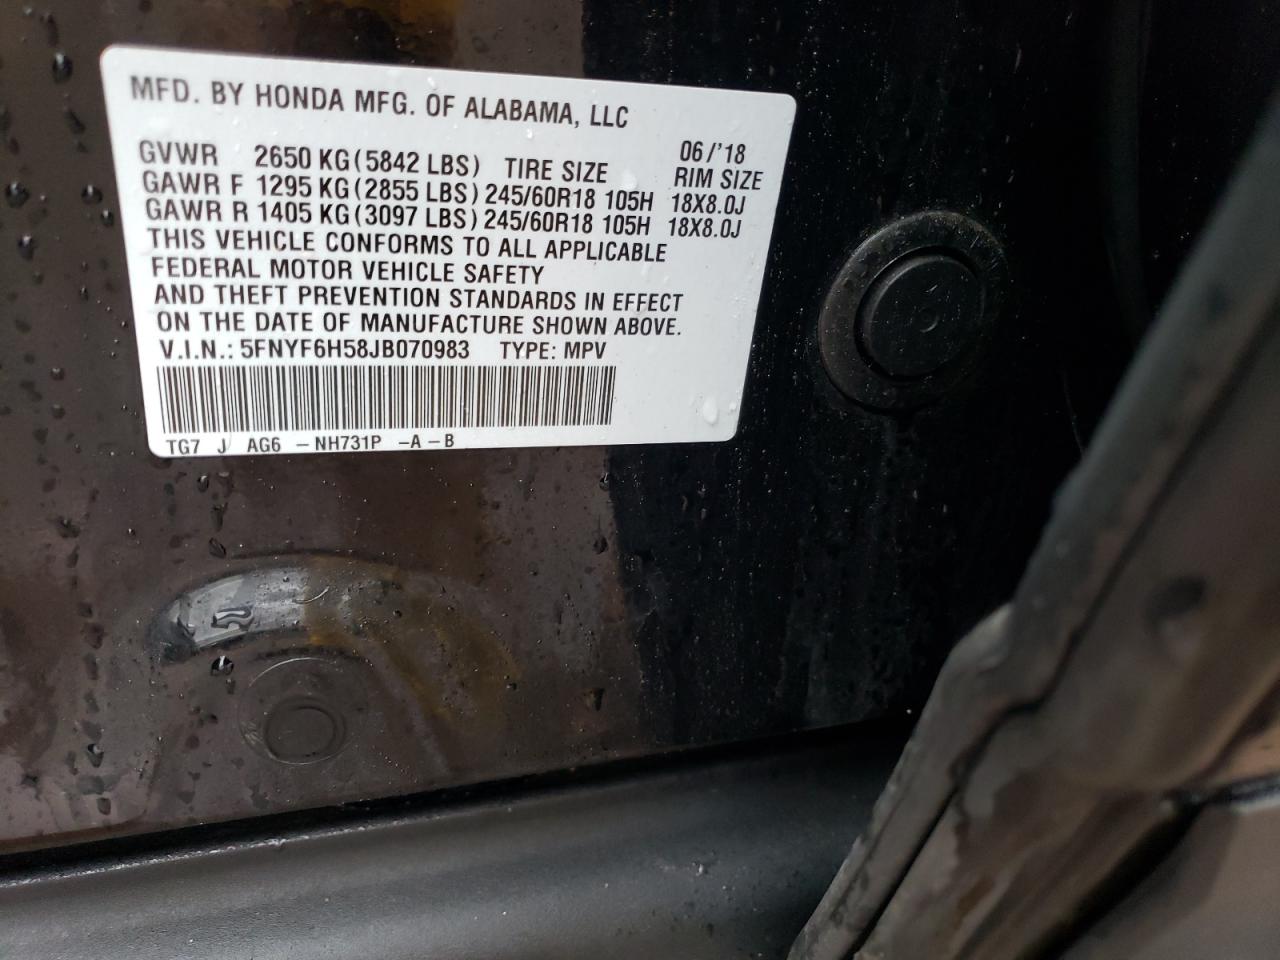 MFD. BY HONDA MFG. OF ALABAMA, LLC
06/'18
GVWR 2650 KG(5842 LBS) TIRE SIZE RIM SIZE
GAWR F 1295 KG(2855 LBS)245/60R18 105H 18X8.0J
GAWR R 1405 KG(3097 LBS)245/60R18 105H 18X8.0J
THIS VEHICLE CONFORMS TO ALL APPLICABLE
FEDERAL MOTOR VEHICLE SAFETY
AND THEFT PREVENTION STANDARDS IN EFFECT
ON THE DATE OF MANUFACTURE SHOWN ABOVE.
V.I.N.: 5FNYF6H58JB070983 TYPE: MPV
TG7 J AG6 -NH731P -A-B